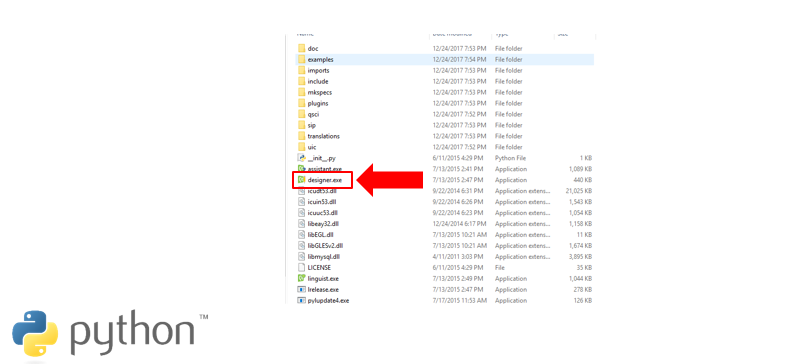 Name Date modified Type Size
doc 12/24/2017 7:53 PM File folder
examples 12/24/2017 7:54 PM File folder
imports 12/24/2017 7:53 PM File folder
include 12/24/2017 7:53 PM File folder
mkspecs 12/24/2017 7:53 PM File folder
plugins 12/24/2017 7:53 PM File folder
qsci 12/24/2017 7:52 PM File folder
sip 12/24/2017 7:53 PM File folder
translations 12/24/2017 7:53 PM File folder
uic 12/24/2017 7:52 PM File folder
__init__.py 6/11/2015 4:29 PM Python File 1 KB
assistant.exe 7/13/2015 2:41 PM Application 1,089 KB
designer.exe 7/13/2015 2:47 PM Application 440 KB
icudt53.dll 9/22/2014 6:31 PM Application extens... 21,025 KB
icuin53.dll 9/22/2014 6:26 PM Application extens... 1,543 KB
icuuc53.dll 9/22/2014 6:23 PM Application extens... 1,054 KB
libeay32.dll 12/24/2014 6:17 PM Application extens... 1,158 KB
libEGL.dll 7/13/2015 10:21 AM Application extens... 11 KB
libGLESv2.dll 7/13/2015 10:21 AM Application extens... 1,674 KB
libmysql.dll 4/11/2011 3:03 PM Application extens... 3,895 KB
LICENSE 6/11/2015 4:29 PM File 35 KB
linguist.exe 7/13/2015 2:49 PM Application 1,044 KB
lrelease.exe 7/13/2015 2:47 PM Application 278 KB
pylupdate4.exe 7/17/2015 11:53 AM Application 126 KB
python™